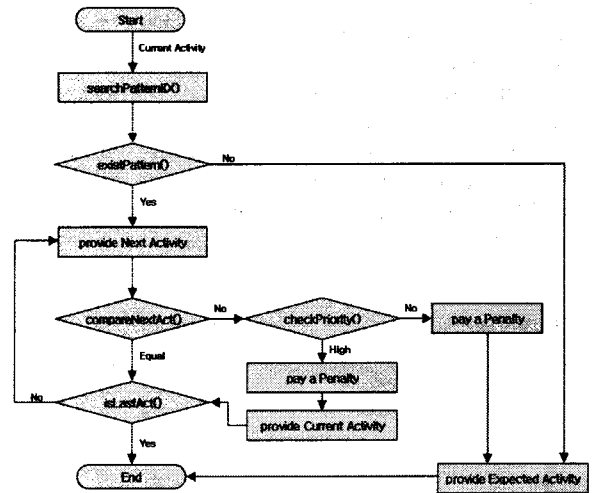 Start
Current Activity
searchPatternID()
existPattern()
No
Yes
provide Next Activity
compareNextAct()
No
checkPriority()
No
pay a Penalty
Equal
High
pay a Penalty
isLastAct()
No
provide Current Activity
Yes
End
provide Expected Activity